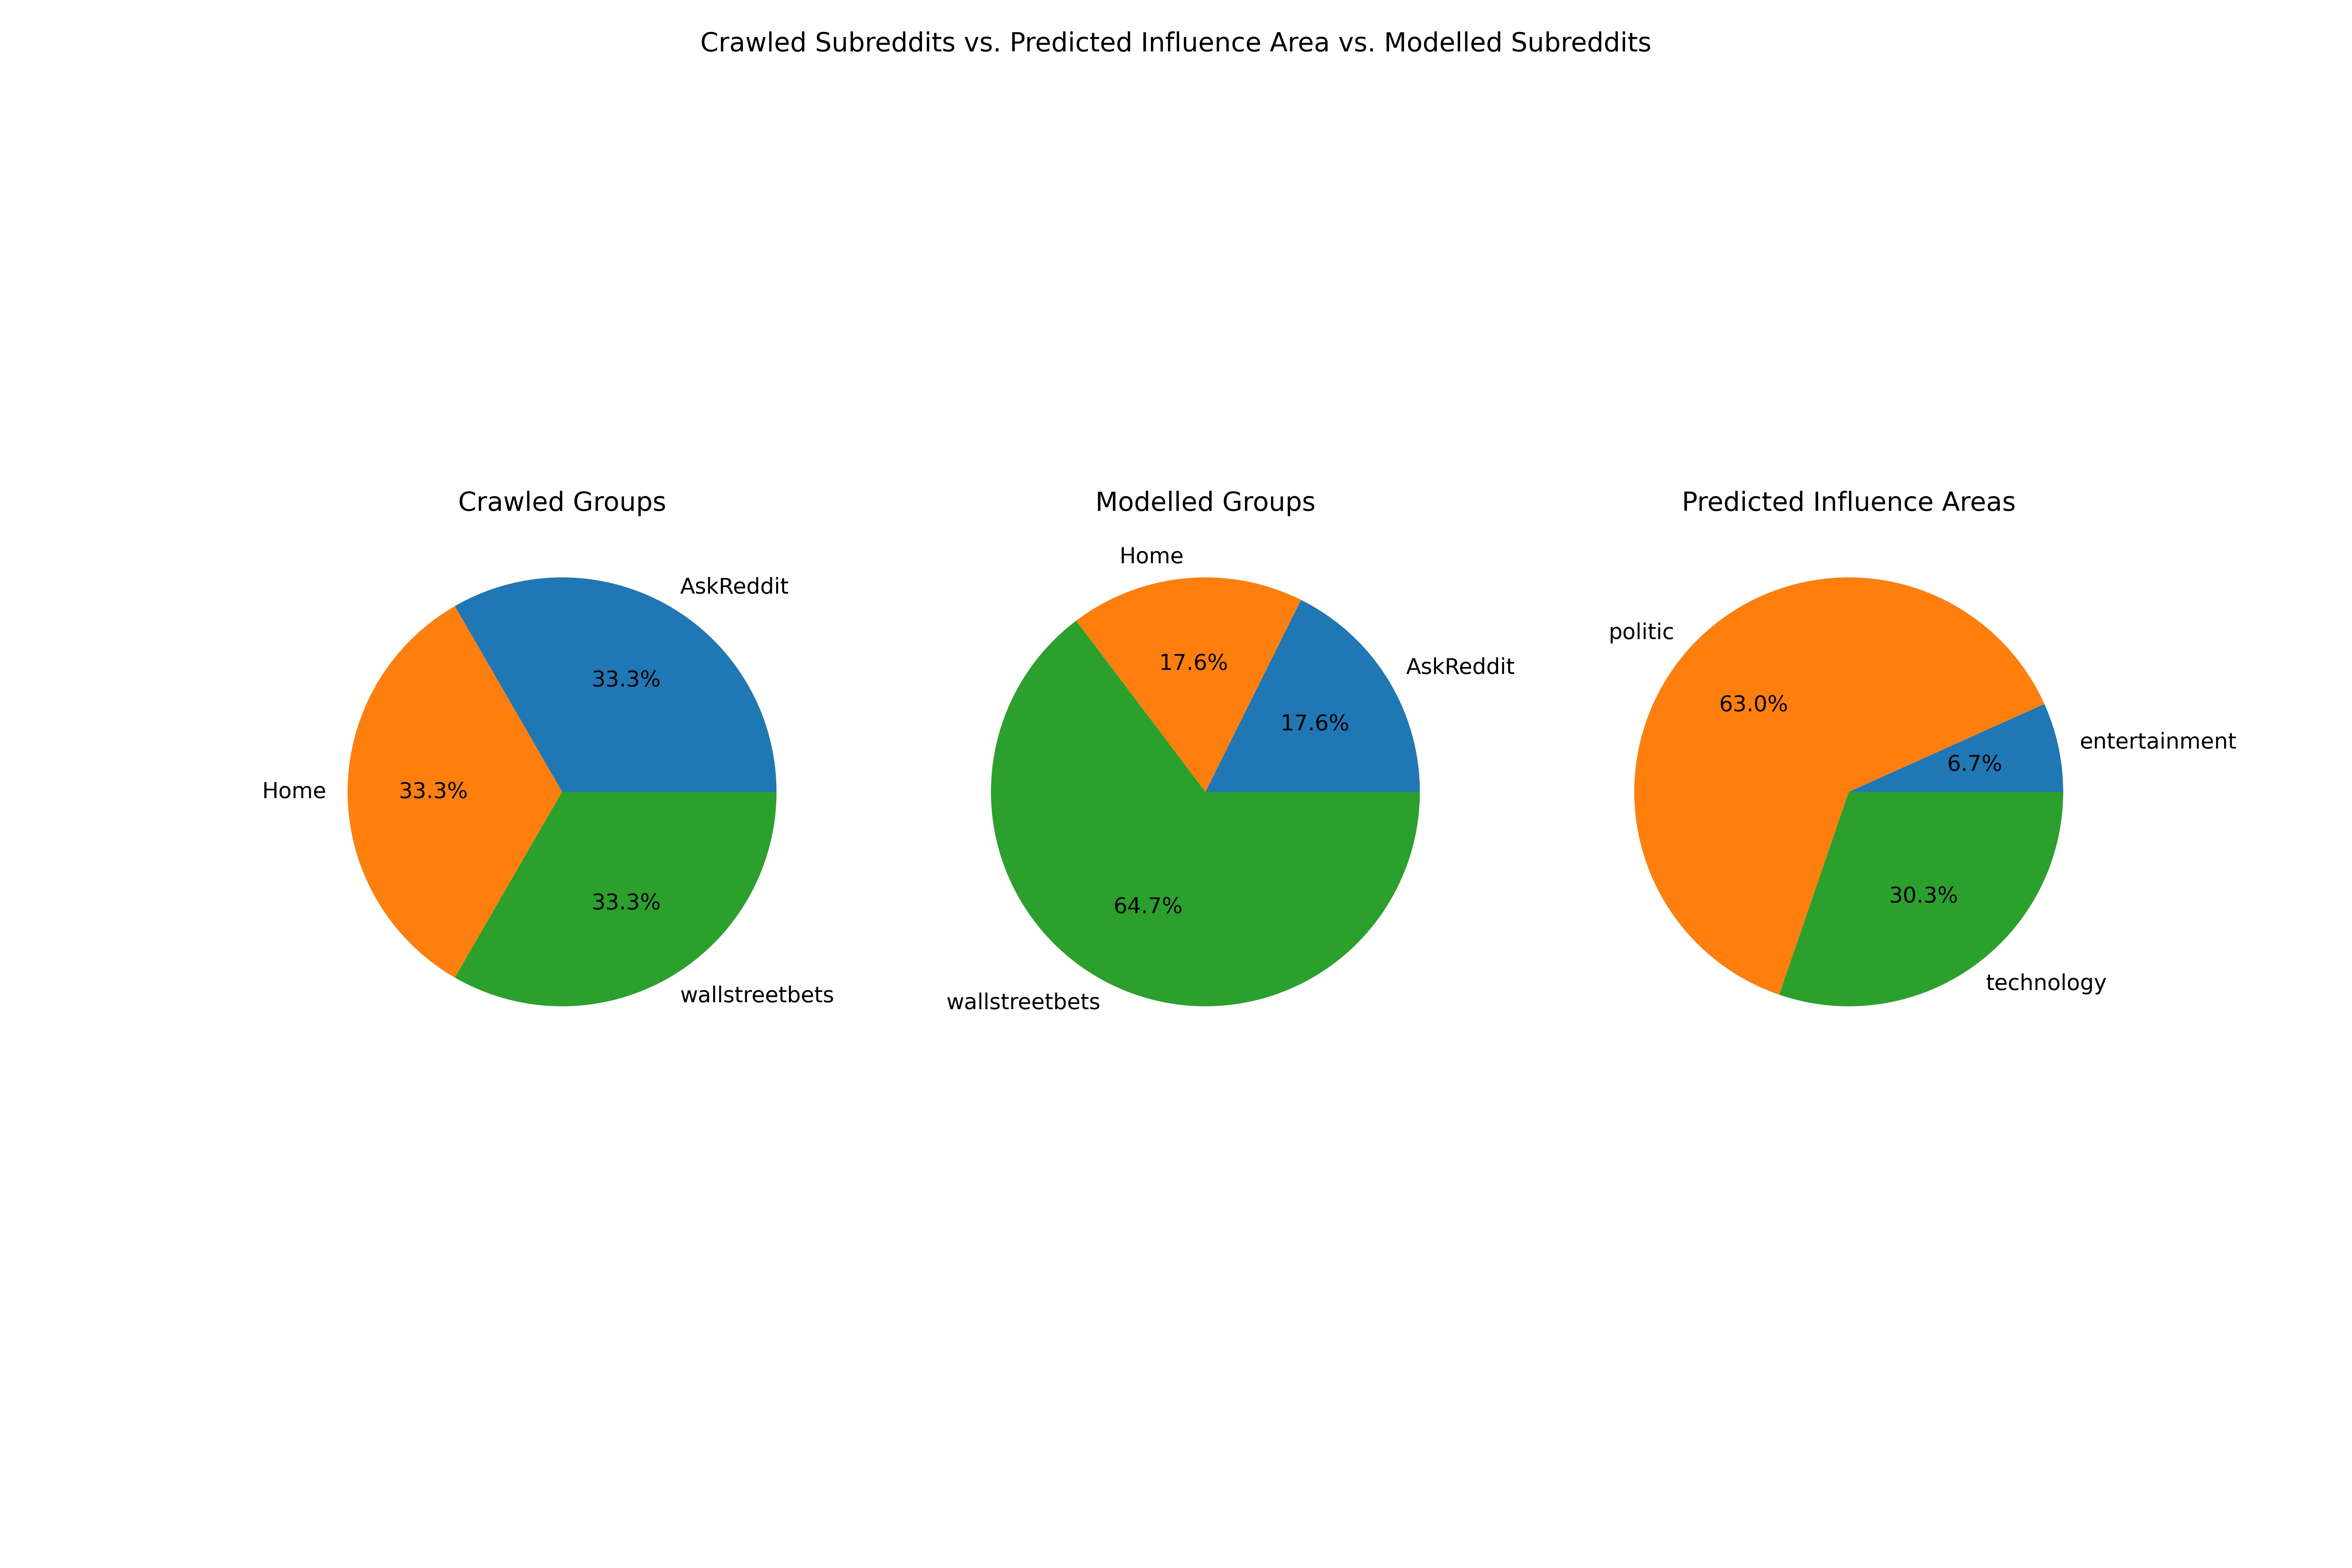 Crawled Subreddits vs. Predicted Influence Area vs. Modelled Subreddits
Crawled Groups
AskReddit
33.3%
Home
33.3%
33.3%
wallstreetbets
Modelled Groups
Home
17.6%
AskReddit
17.6%
64.7%
wallstreetbets
Predicted Influence Areas
politic
63.0%
entertainment
6.7%
30.3%
technology